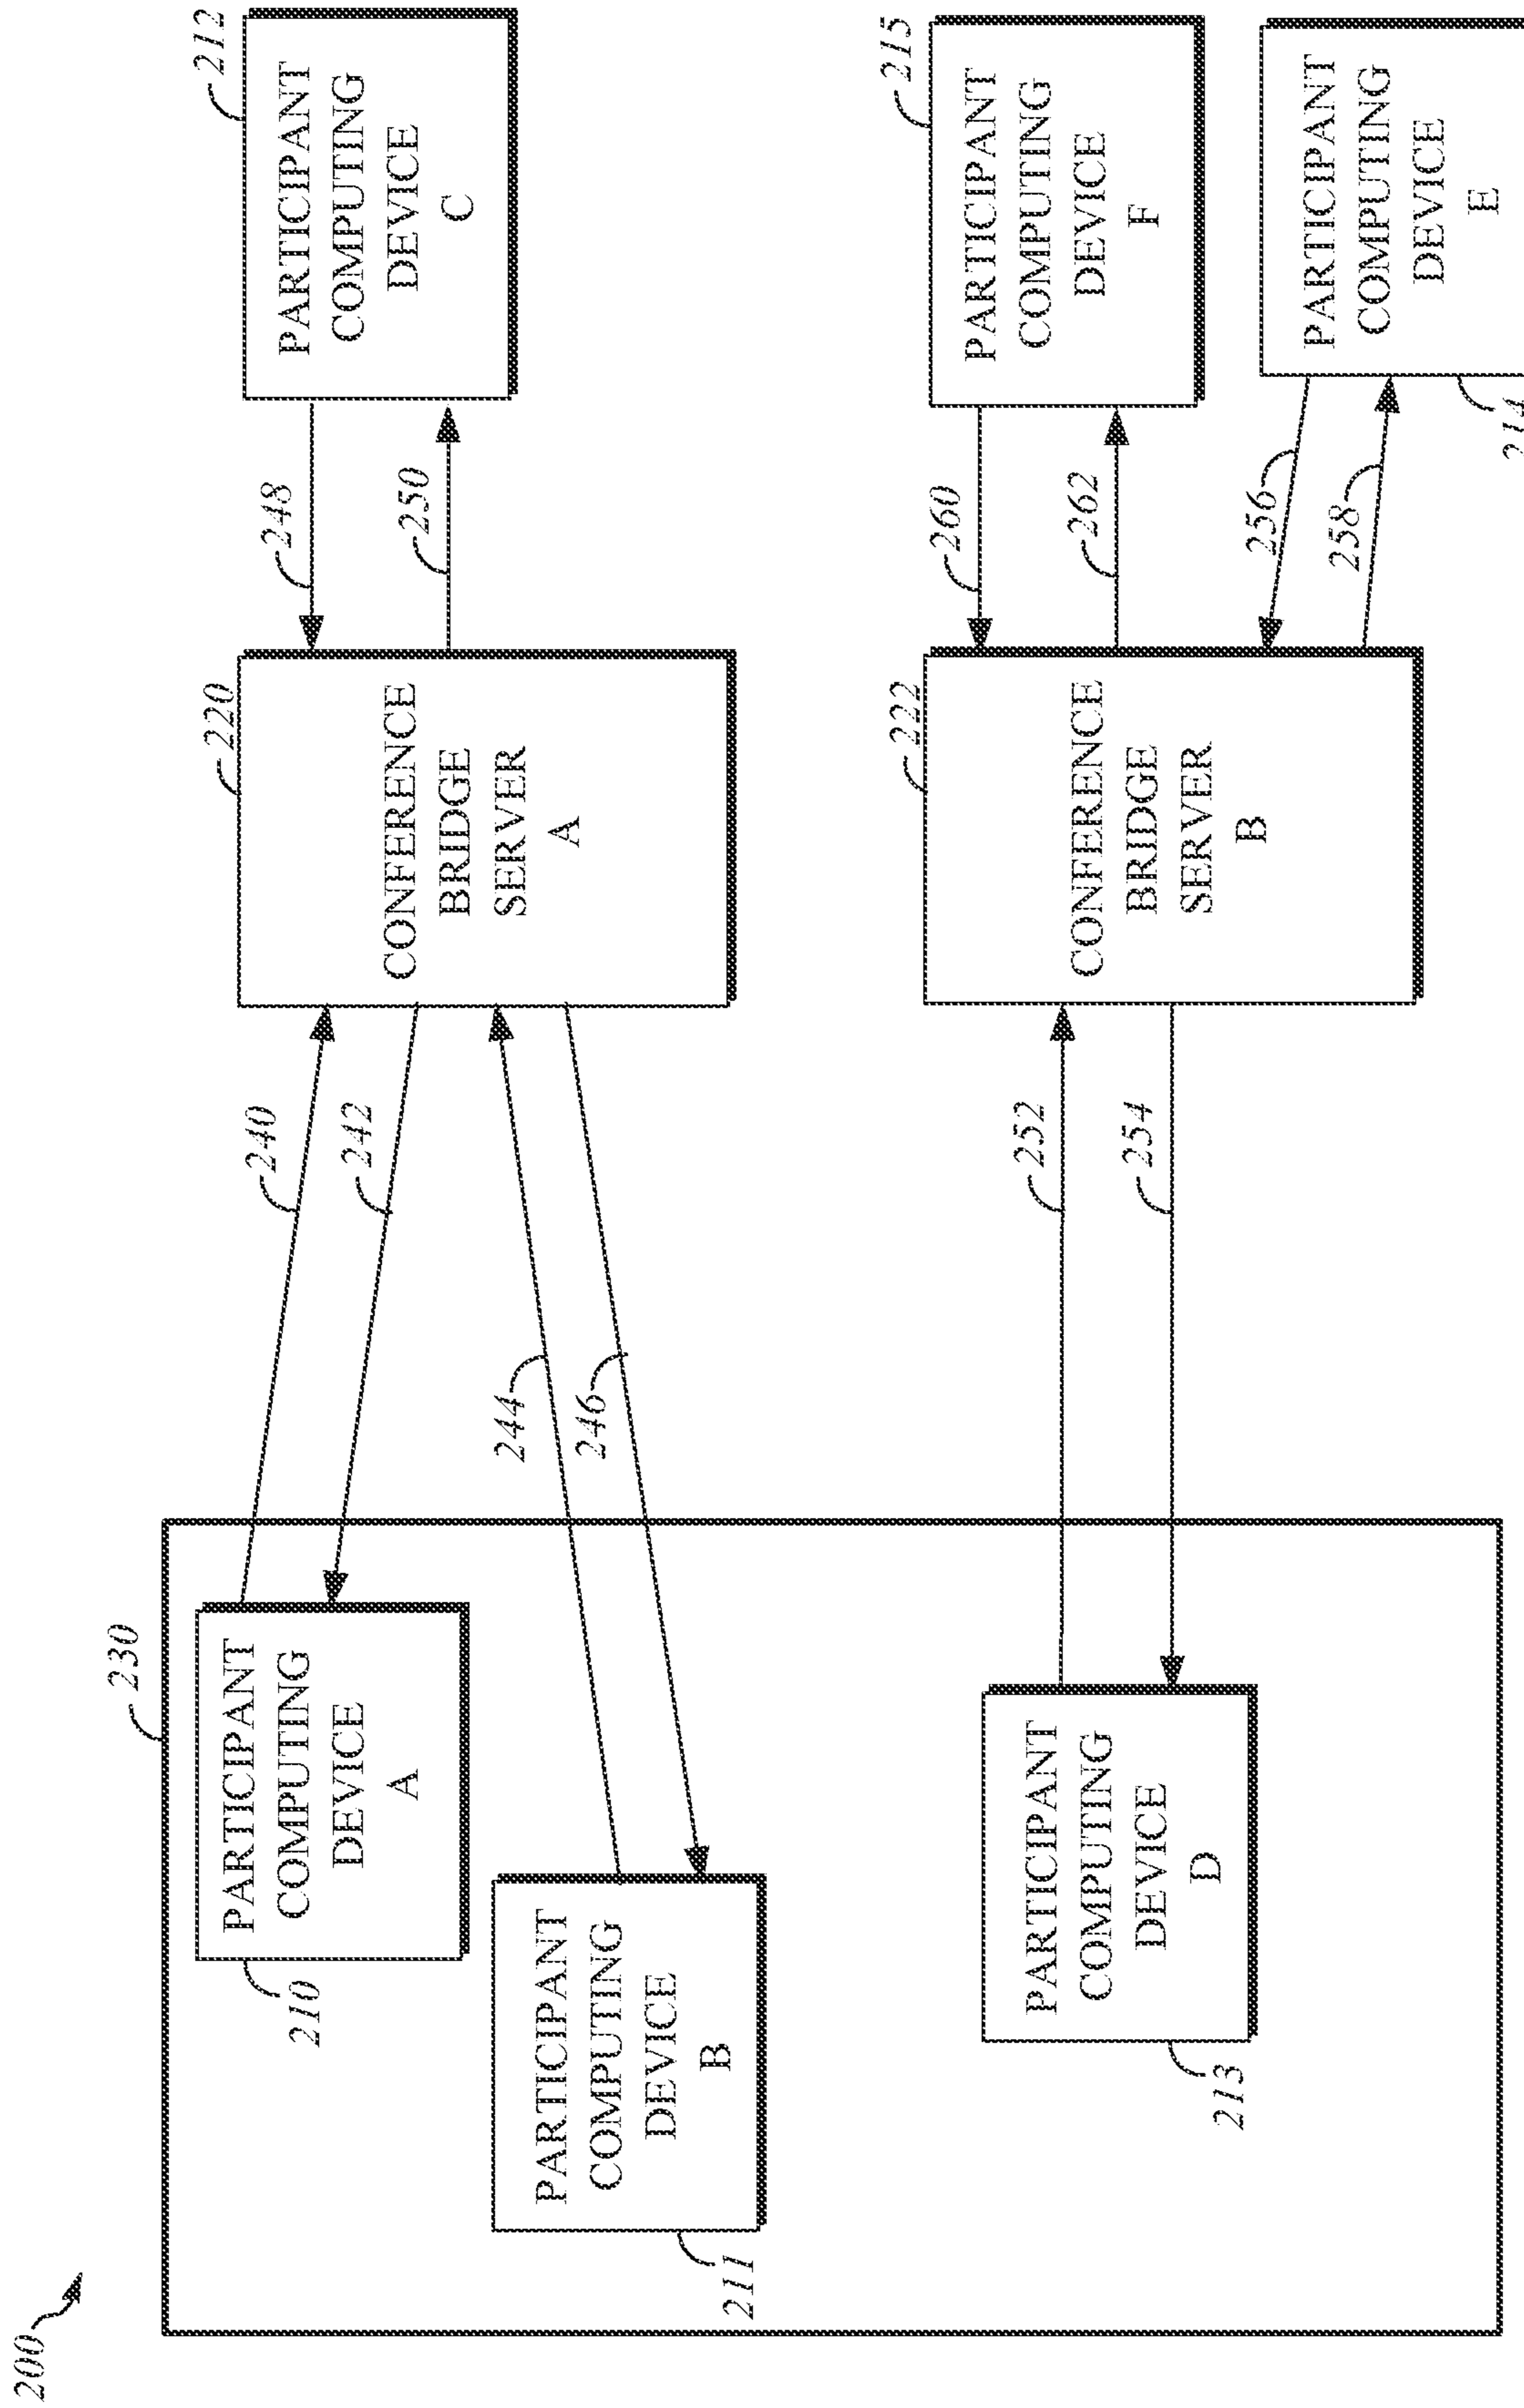 200
230
PARTICIPANT
COMPUTING
DEVICE
A
210
240
242
220
CONFERENCE
BRIDGE
SERVER
A
248
250
212
PARTICIPANT
COMPUTING
DEVICE
C
PARTICIPANT
COMPUTING
DEVICE
B
211
244
246
PARTICIPANT
COMPUTING
DEVICE
D
213
252
254
222
CONFERENCE
BRIDGE
SERVER
B
260
262
215
PARTICIPANT
COMPUTING
DEVICE
F
256
258
PARTICIPANT
COMPUTING
DEVICE
E
214